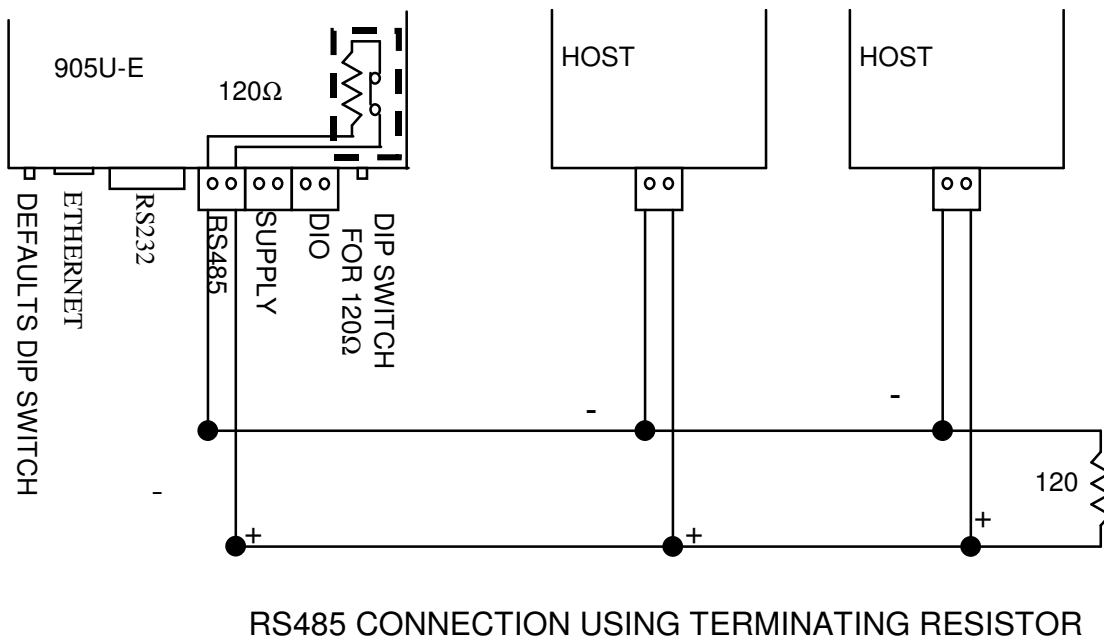 905U-E
120Ω
HOST
HOST
DEFAULTS DIP SWITCH
ETHERNET
RS232
RS485
SUPPLY
DIO
DIP SWITCH
FOR 120Ω
-
-
-
120
+
+
+
RS485 CONNECTION USING TERMINATING RESISTOR